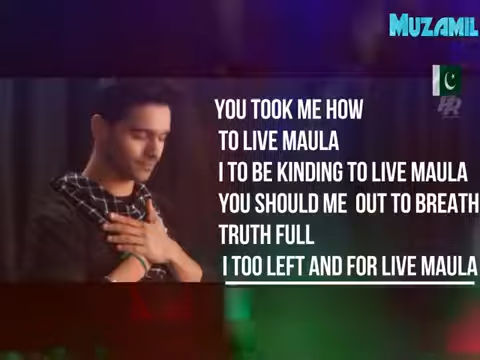 MUZAMIL
YOU TOOK ME HOW
TO LIVE MAULA
I TO BE KINDING TO LIVE MAULA
YOU SHOULD ME OUT TO BREATH
TRUTH FULL
I TOO LEFT AND FOR LIVE MAULA